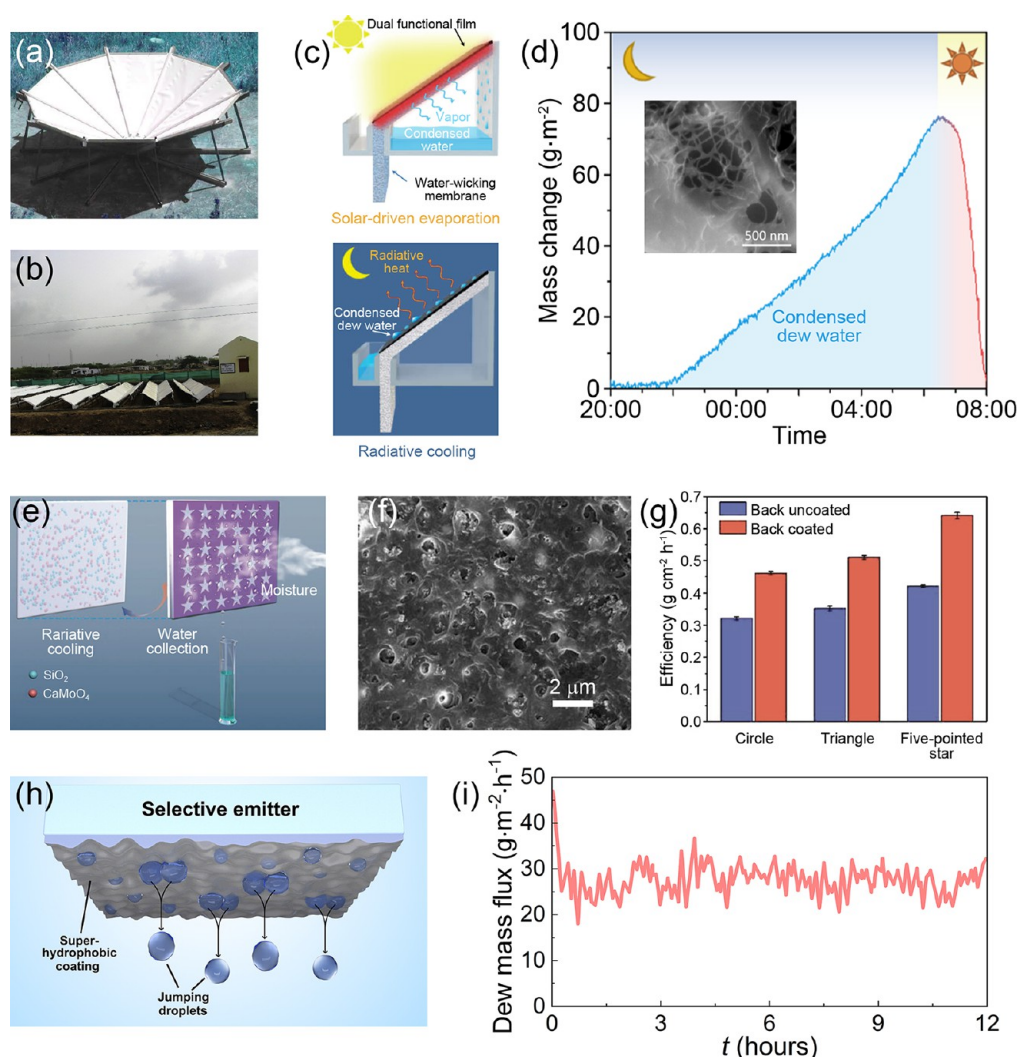 (a)
(b)
(c)
Dual functional film
Vapor
Condensed
water
Water-wicking
membrane
Solar-driven evaporation
Radiative
heat
Condensed
dew water
Radiative cooling
(d)
Mass change (g·m⁻²)
100
80
60
40
20
0
500 nm
Condensed
dew water
20:00 00:00 04:00 08:00
Time
(e)
Moisture
Rariative
cooling
Water
collection
SiO₂
CaMoO₄
(f)
2 μm
(g)
Efficiency (g cm⁻² h⁻¹)
0.7
0.6
0.5
0.4
0.3
0.2
0.1
0.0
Back uncoated
Back coated
Circle Triangle Five-pointed
star
(h)
Selective emitter
Super-
hydrophobic
coating
Jumping
droplets
(i)
Dew mass flux (g·m⁻²·h⁻¹)
50
40
30
20
10
0
0 3 6 9 12
t (hours)